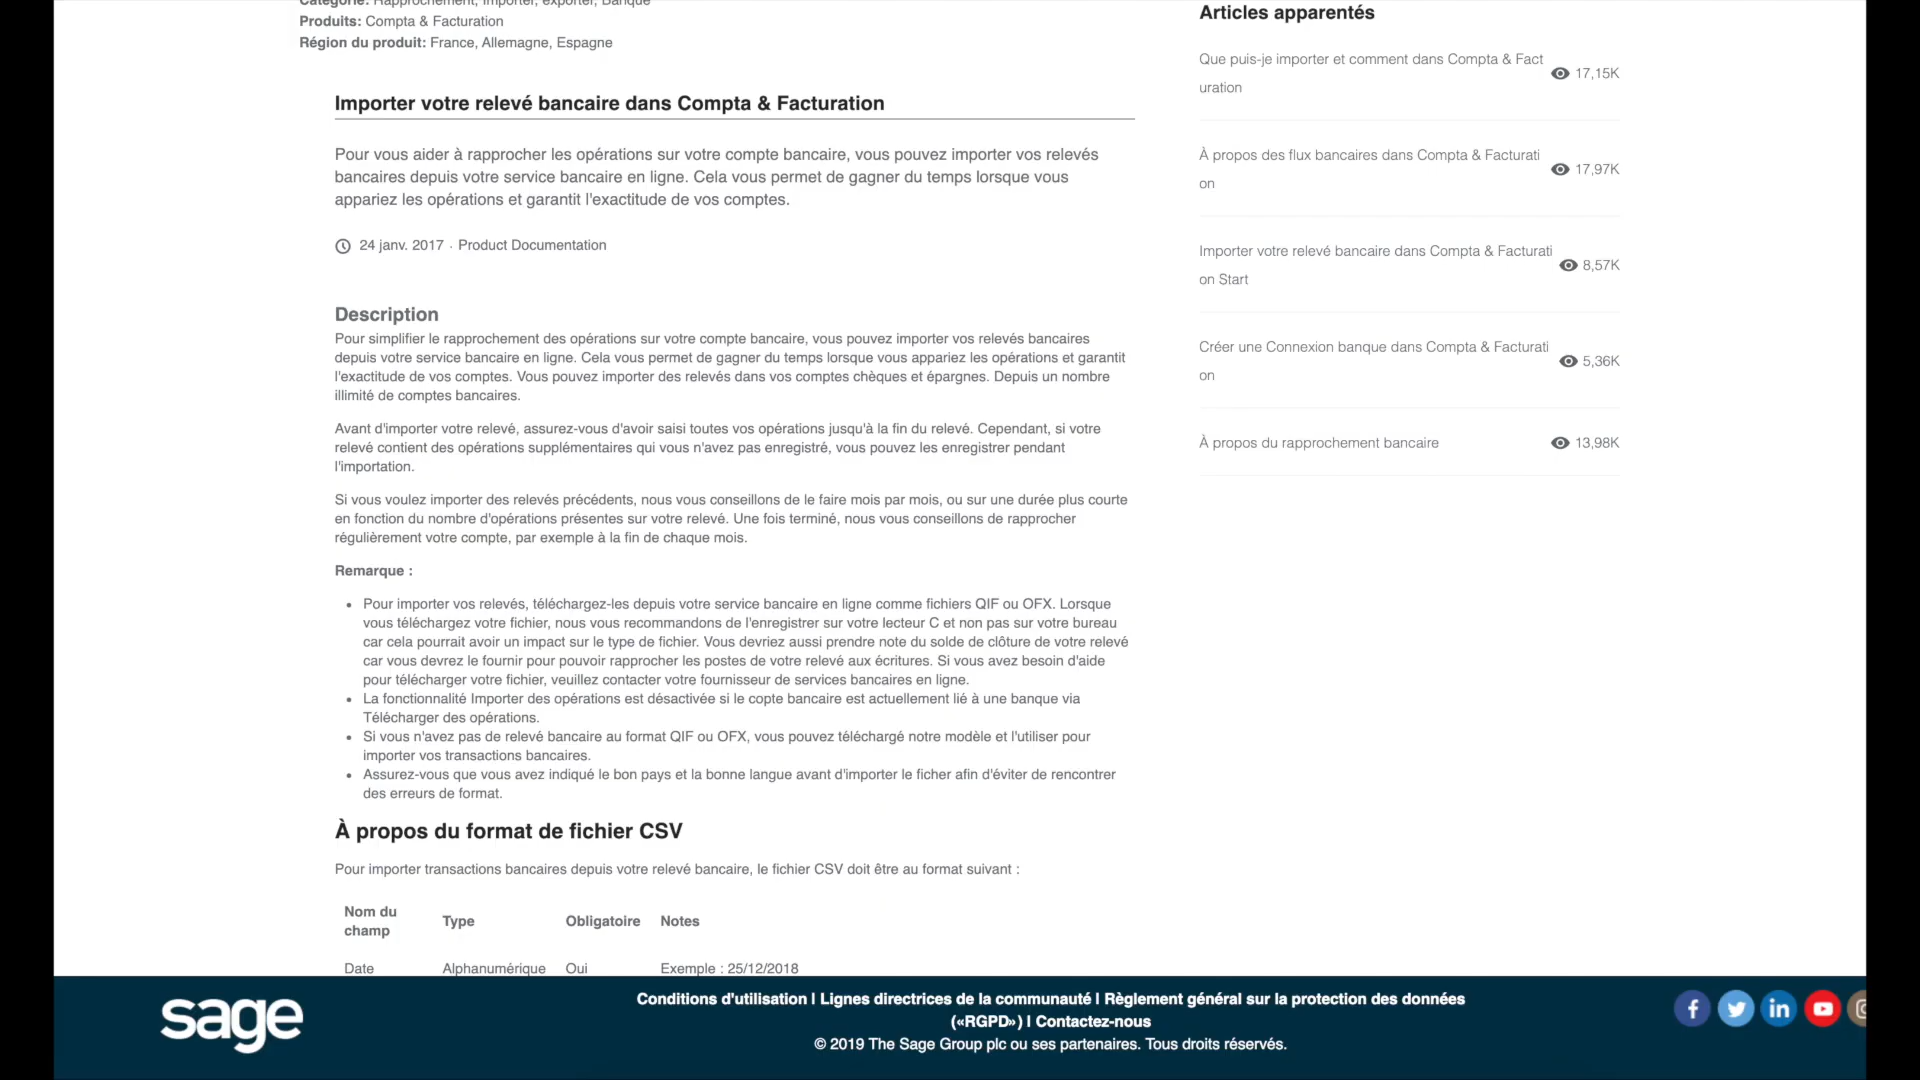 Catégorie: Rapprochement, Importer, exporter, Banque
Produits: Compta & Facturation
Région du produit: France, Allemagne, Espagne
Importer votre relevé bancaire dans Compta & Facturation
Pour vous aider à rapprocher les opérations sur votre compte bancaire, vous pouvez importer vos relevés
bancaires depuis votre service bancaire en ligne. Cela vous permet de gagner du temps lorsque vous
appariez les opérations et garantit l'exactitude de vos comptes.
24 janv. 2017 · Product Documentation
Description
Pour simplifier le rapprochement des opérations sur votre compte bancaire, vous pouvez importer vos relevés bancaires
depuis votre service bancaire en ligne. Cela vous permet de gagner du temps lorsque vous appariez les opérations et garantit
l'exactitude de vos comptes. Vous pouvez importer des relevés dans vos comptes chèques et épargnes. Depuis un nombre
illimité de comptes bancaires.
Avant d'importer votre relevé, assurez-vous d'avoir saisi toutes vos opérations jusqu'à la fin du relevé. Cependant, si votre
relevé contient des opérations supplémentaires qui vous n'avez pas enregistré, vous pouvez les enregistrer pendant
l'importation.
Si vous voulez importer des relevés précédents, nous vous conseillons de le faire mois par mois, ou sur une durée plus courte
en fonction du nombre d'opérations présentes sur votre relevé. Une fois terminé, nous vous conseillons de rapprocher
régulièrement votre compte, par exemple à la fin de chaque mois.
Remarque :
• Pour importer vos relevés, téléchargez-les depuis votre service bancaire en ligne comme fichiers QIF ou OFX. Lorsque
vous téléchargez votre fichier, nous vous recommandons de l'enregistrer sur votre lecteur C et non pas sur votre bureau
car cela pourrait avoir un impact sur le type de fichier. Vous devriez aussi prendre note du solde de clôture de votre relevé
car vous devrez le fournir pour pouvoir rapprocher les postes de votre relevé aux écritures. Si vous avez besoin d'aide
pour télécharger votre fichier, veuillez contacter votre fournisseur de services bancaires en ligne.
• La fonctionnalité Importer des opérations est désactivée si le copte bancaire est actuellement lié à une banque via
Télécharger des opérations.
• Si vous n'avez pas de relevé bancaire au format QIF ou OFX, vous pouvez téléchargé notre modèle et l'utiliser pour
importer vos transactions bancaires.
• Assurez-vous que vous avez indiqué le bon pays et la bonne langue avant d'importer le ficher afin d'éviter de rencontrer
des erreurs de format.
À propos du format de fichier CSV
Pour importer transactions bancaires depuis votre relevé bancaire, le fichier CSV doit être au format suivant :
Nom du champ Type Obligatoire Notes
Date Alphanumérique Oui Exemple : 25/12/2018
Articles apparentés
Que puis-je importer et comment dans Compta & Fact
uration
17,15K
À propos des flux bancaires dans Compta & Facturati
on
17,97K
Importer votre relevé bancaire dans Compta & Facturati
on Start
8,57K
Créer une Connexion banque dans Compta & Facturati
on
5,36K
À propos du rapprochement bancaire 13,98K
sage
Conditions d'utilisation | Lignes directrices de la communauté | Règlement général sur la protection des données
(«RGPD») | Contactez-nous
© 2019 The Sage Group plc ou ses partenaires. Tous droits réservés.